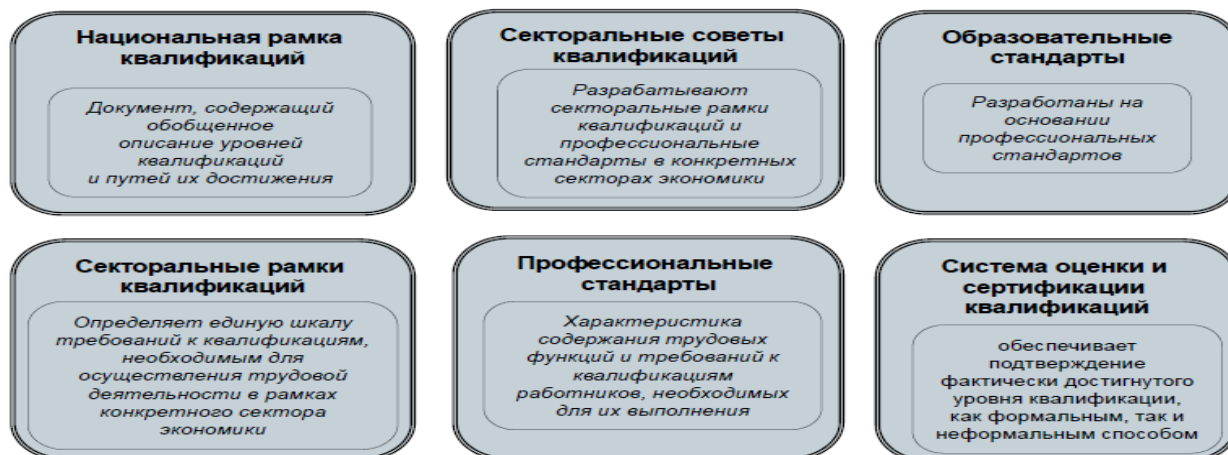 Национальная рамка
квалификаций
Документ, содержащий
обобщенное
описание уровней
квалификаций
и путей их достижения
Секторальные советы
квалификаций
Разрабатывают
секторальные рамки
квалификаций и
профессиональные
стандарты в конкретных
секторах экономики
Образовательные
стандарты
Разработаны на
основании
профессиональных
стандартов
Секторальные рамки
квалификаций
Определяет единую шкалу
требований к квалификациям,
необходимым для
осуществления трудовой
деятельности в рамках
конкретного сектора
экономики
Профессиональные
стандарты
Характеристика
содержания трудовых
функций и требований к
квалификациям
работников, необходимых
для их выполнения
Система оценки и
сертификации
квалификаций
обеспечивает
подтверждение
фактически достигнутого
уровня квалификации,
как формальным, так и
неформальным способом